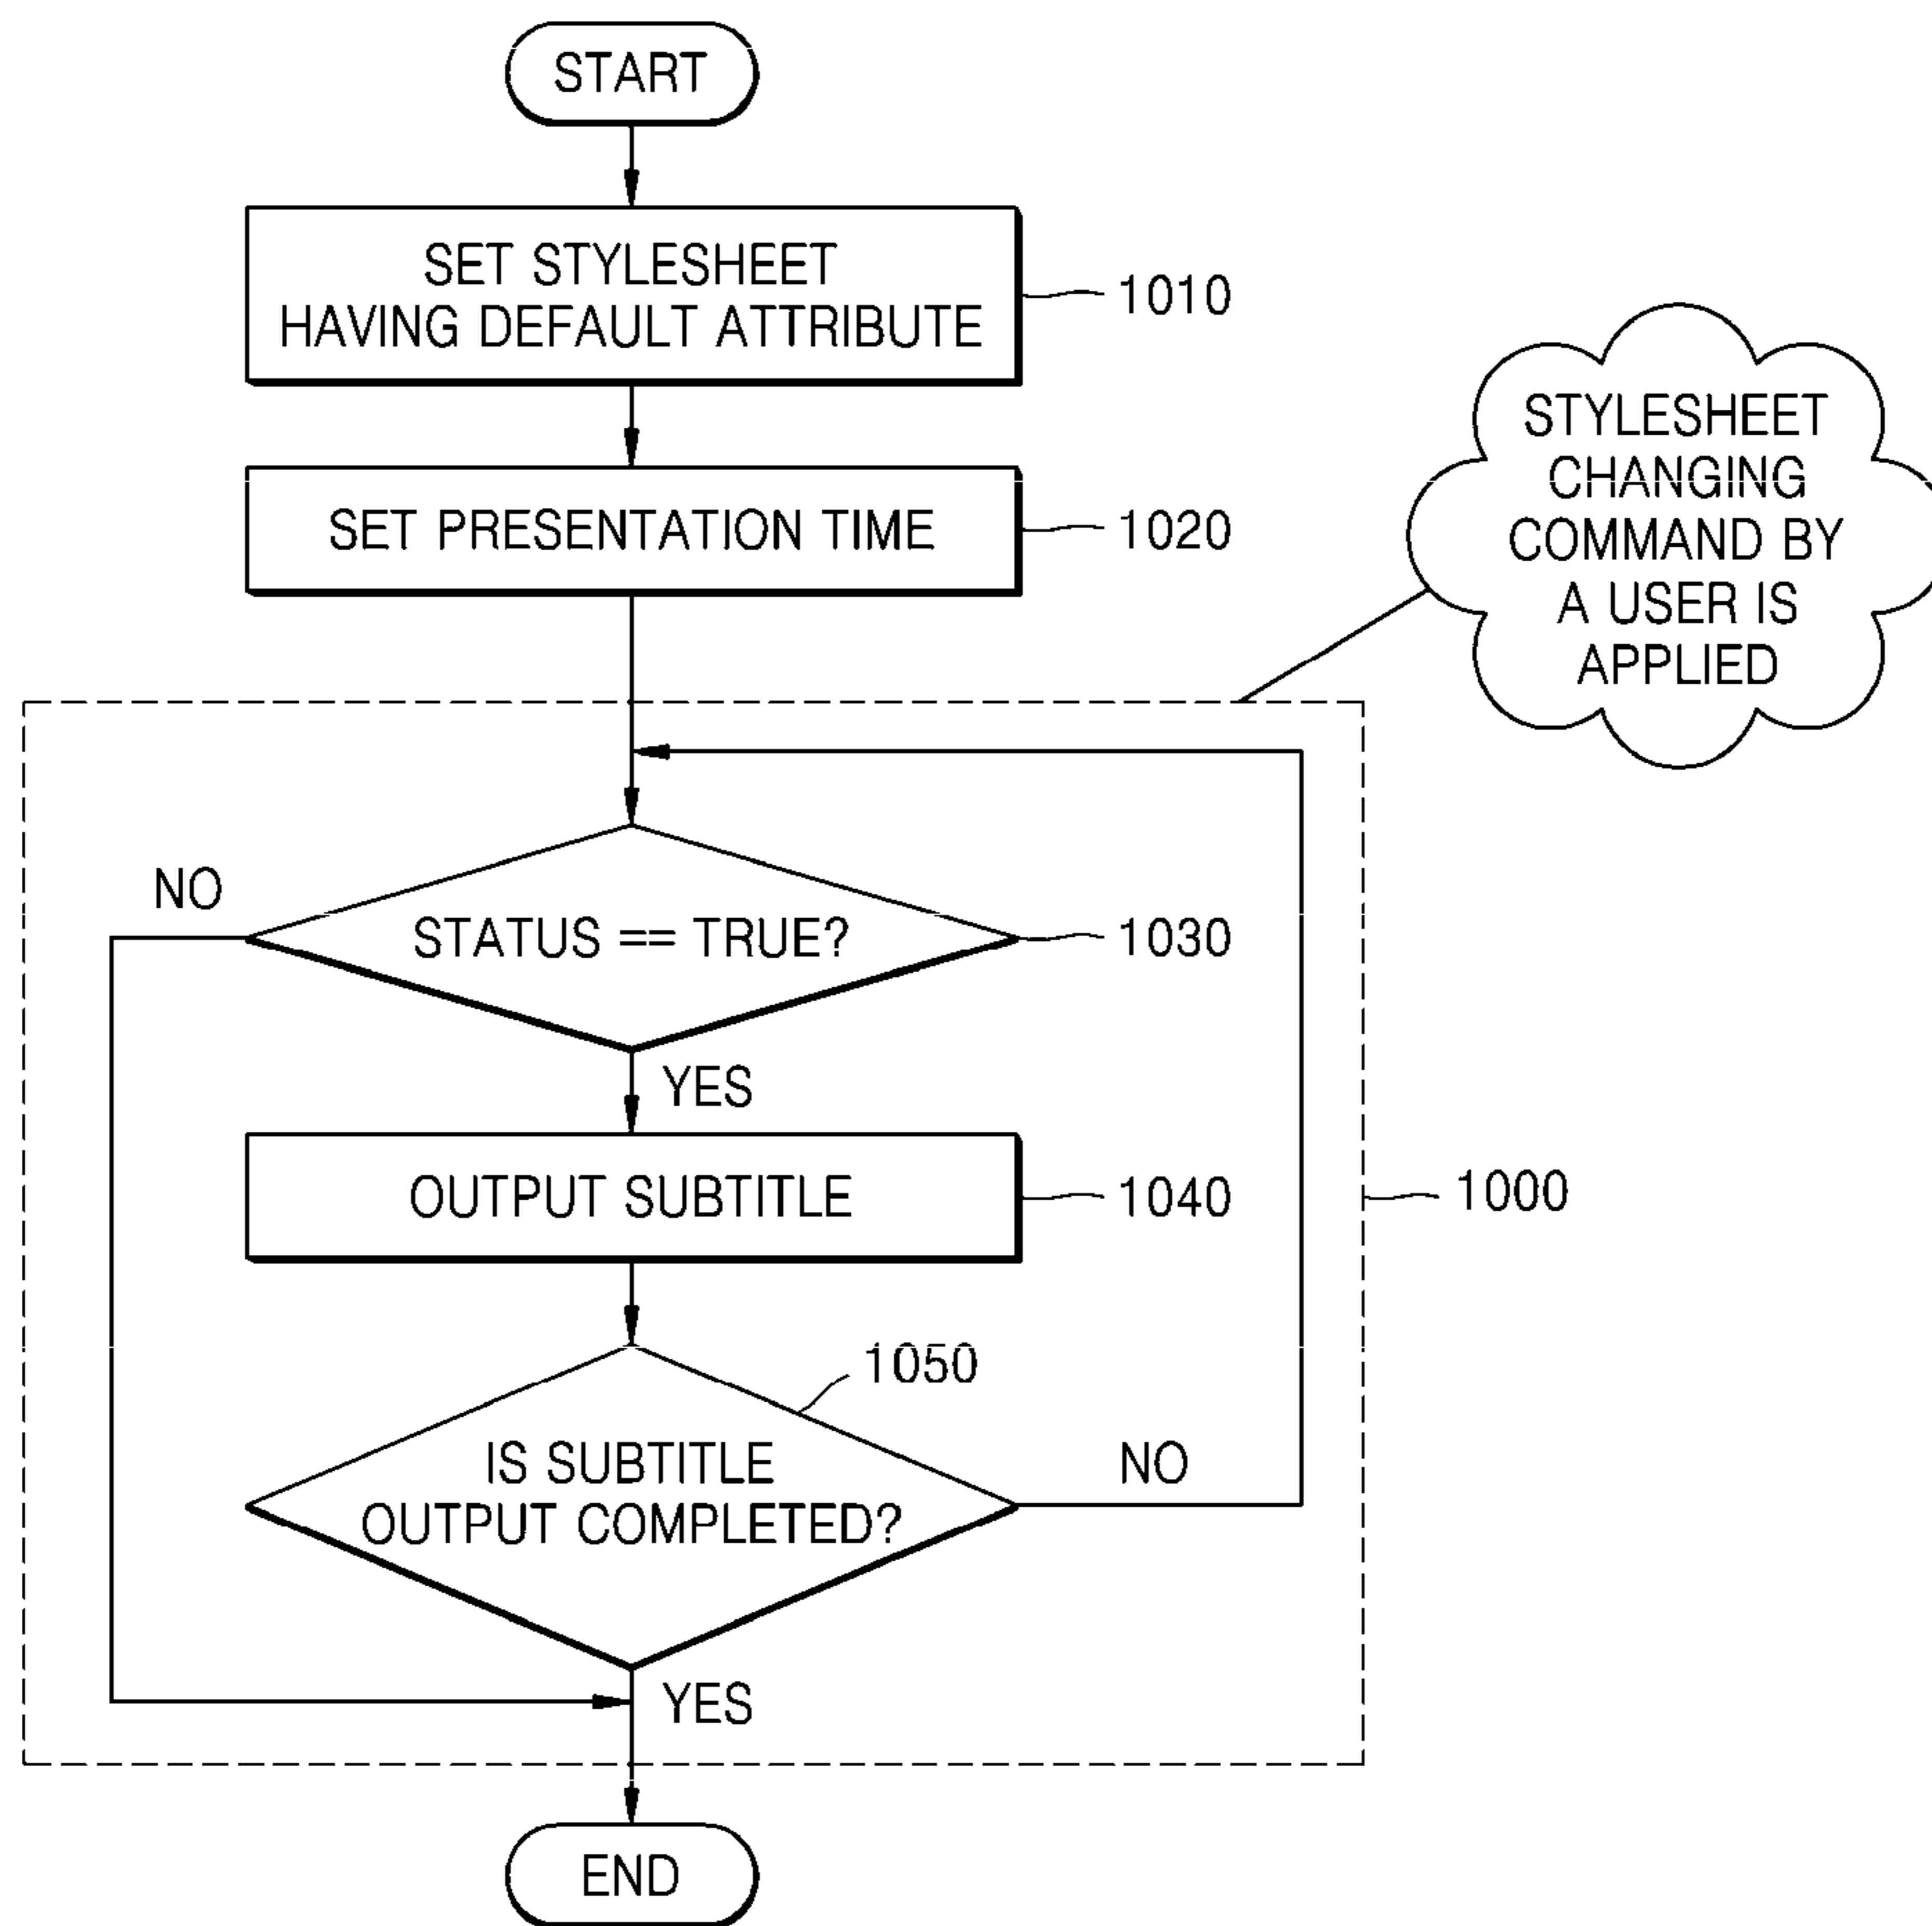 START
SET STYLESHEET
HAVING DEFAULT ATTRIBUTE
1010
SET PRESENTATION TIME
1020
STYLESHEET
CHANGING
COMMAND BY
A USER IS
APPLIED
NO
STATUS == TRUE?
1030
YES
OUTPUT SUBTITLE
1040
1000
1050
IS SUBTITLE
OUTPUT COMPLETED?
NO
YES
END